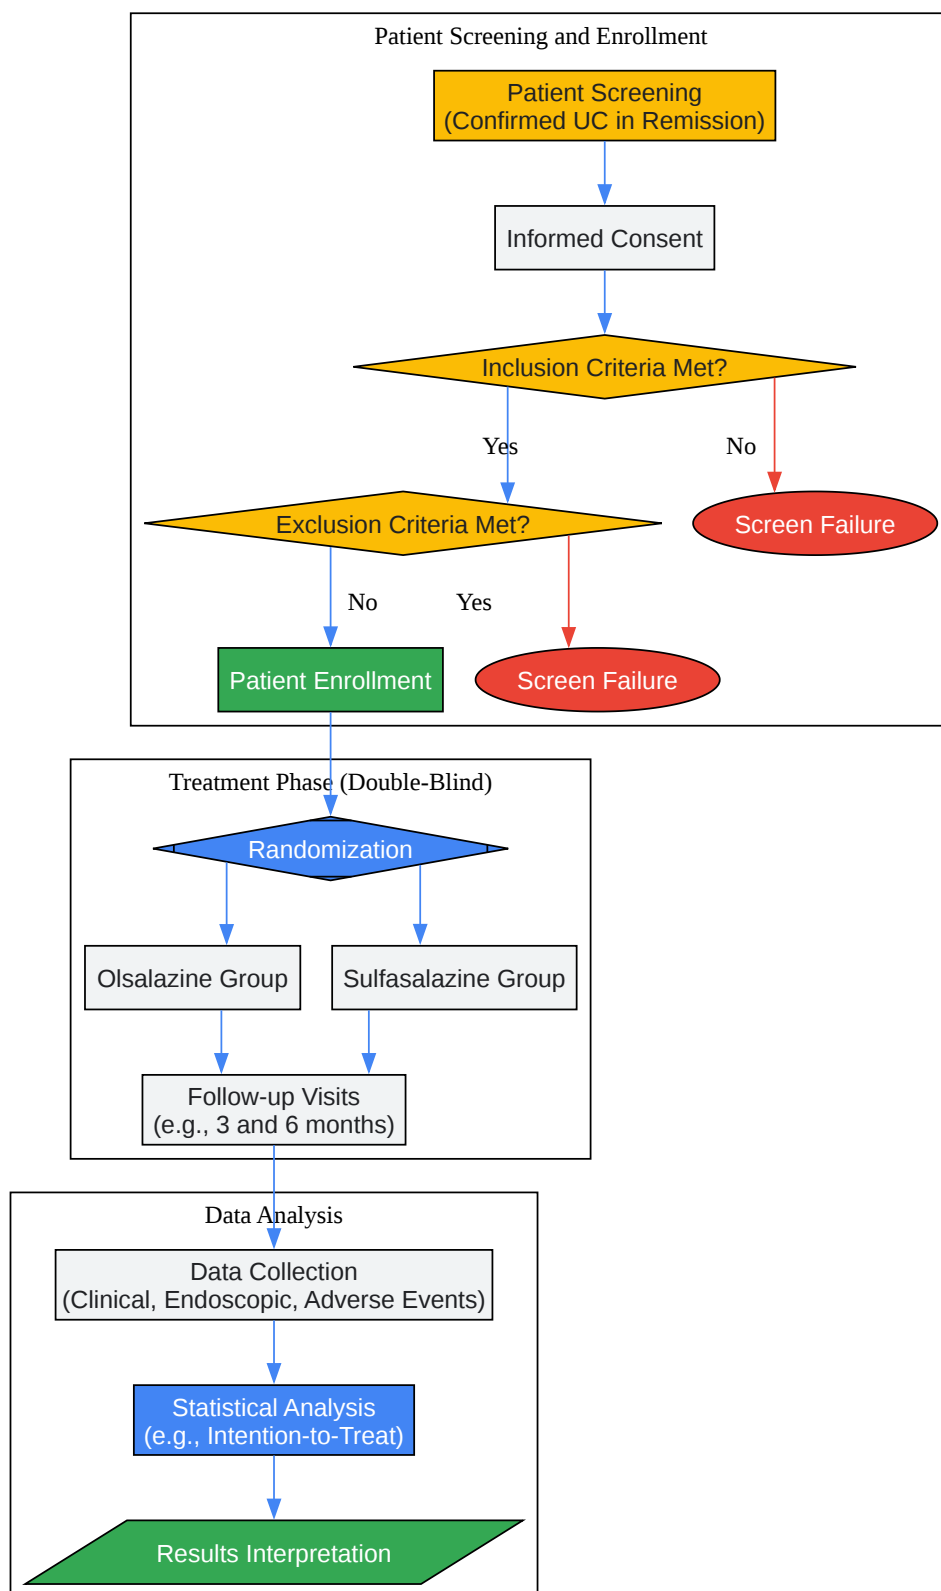 Patient Screening and Enrollment
Patient Screening
(Confirmed UC in Remission)
Informed Consent
Inclusion Criteria Met?
Yes
No
Exclusion Criteria Met?
Screen Failure
No
Yes
Patient Enrollment
Screen Failure
Treatment Phase (Double-Blind)
Randomization
Olsalazine Group
Sulfasalazine Group
Follow-up Visits
(e.g., 3 and 6 months)
Data Analysis
Data Collection
(Clinical, Endoscopic, Adverse Events)
Statistical Analysis
(e.g., Intention-to-Treat)
Results Interpretation